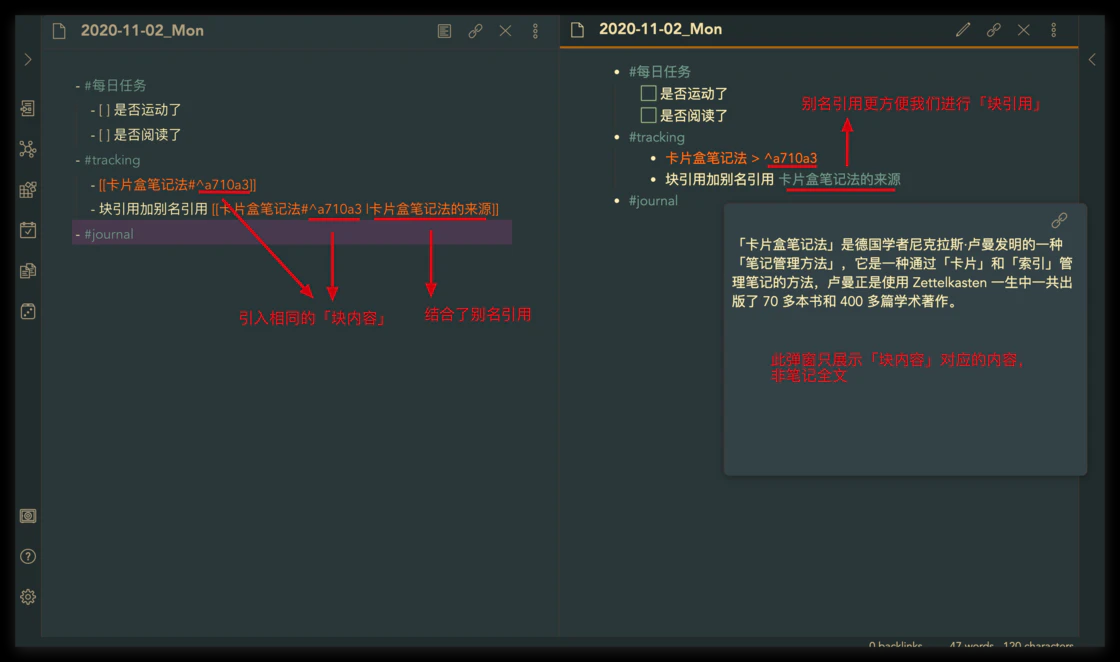 2020-11-02_Mon
- #每日任务
- [ ] 是否运动了
- [ ] 是否阅读了
- #tracking
- [[卡片盒笔记法#^a710a3]]
- 块引用加别名引用 [[卡片盒笔记法#^a710a3 |卡片盒笔记法的来源]]
- #journal
引入相同的「块内容」
结合了别名引用
2020-11-02_Mon
#每日任务
是否运动了
是否阅读了
别名引用更方便我们进行「块引用」
#tracking
卡片盒笔记法 > ^a710a3
块引用加别名引用 卡片盒笔记法的来源
#journal
「卡片盒笔记法」是德国学者尼克拉斯·卢曼发明的一种
「笔记管理方法」，它是一种通过「卡片」和「索引」管
理笔记的方法，卢曼正是使用 Zettelkasten 一生中一共出
版了 70 多本书和 400 多篇学术著作。
此弹窗只展示「块内容」对应的内容，
非笔记全文
0 backlinks 47 words 120 characters